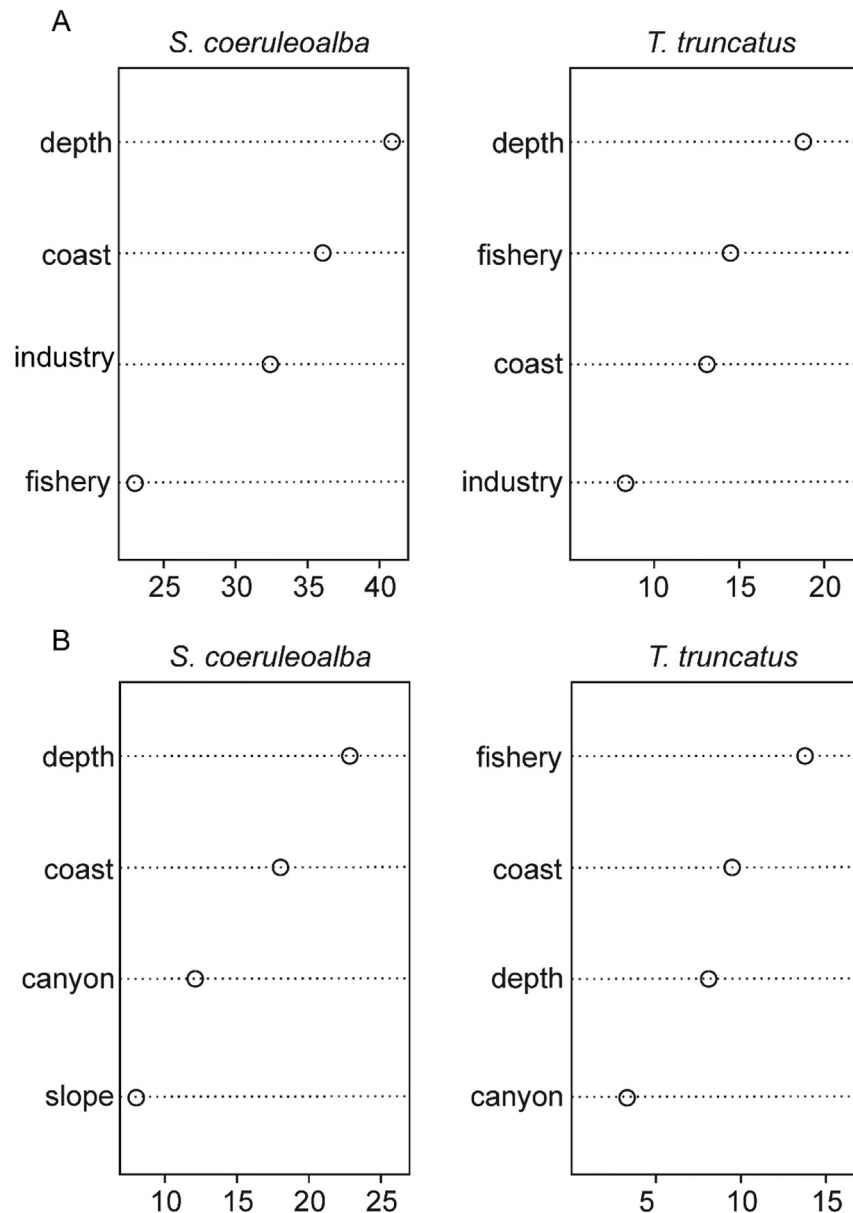 A
S. coeruleoalba
depth
coast
industry
fishery
25 30 35 40
T. truncatus
depth
fishery
coast
industry
10 15 20
B
S. coeruleoalba
depth
coast
canyon
slope
10 15 20 25
T. truncatus
fishery
coast
depth
canyon
5 10 15